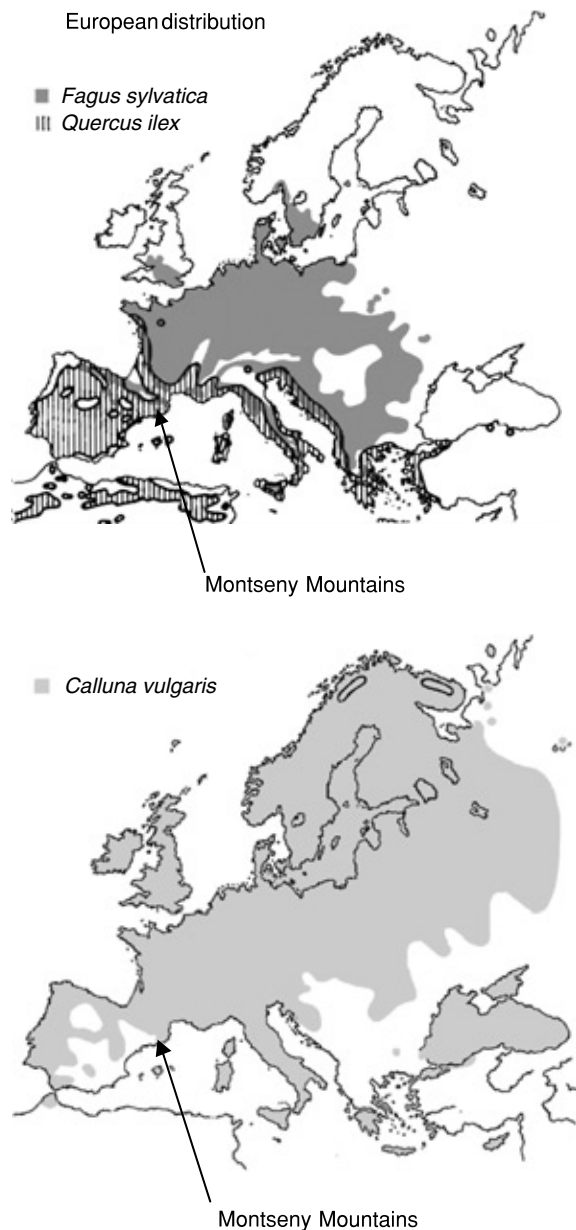 European distribution
Fagus sylvatica
Quercus ilex
Montseny Mountains
Calluna vulgaris
Montseny Mountains